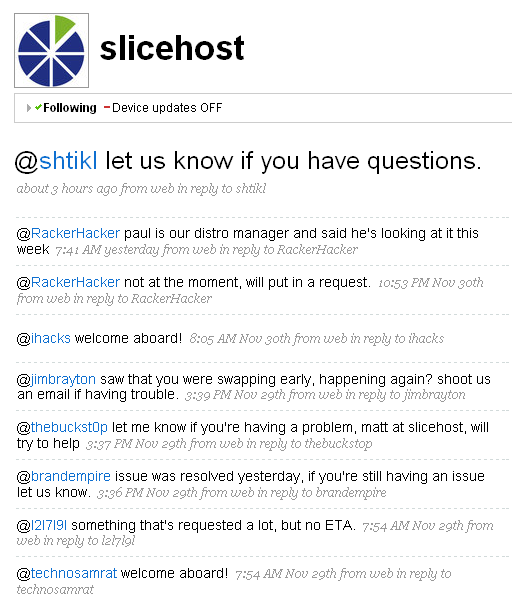 slicehost
Following Device updates OFF
@shtikl let us know if you have questions.
about 3 hours ago from web in reply to shtikl
@RackerHacker paul is our distro manager and said he's looking at it this
week 7:41 AM yesterday from web in reply to RackerHacker
@RackerHacker not at the moment, will put in a request. 10:53 PM Nov 30th
from web in reply to RackerHacker
@ihacks welcome aboard! 8:05 AM Nov 30th from web in reply to ihacks
@jimbrayton saw that you were swapping early, happening again? shoot us
an email if having trouble. 3:39 PM Nov 29th from web in reply to jimbrayton
@thebuckst0p let me know if you're having a problem, matt at slicehost, will
try to help 3:37 PM Nov 29th from web in reply to thebuckst0p
@brandempire issue was resolved yesterday, if you're still having an issue
let us know. 3:36 PM Nov 29th from web in reply to brandempire
@l2l7l9l something that's requested a lot, but no ETA. 7:54 AM Nov 29th from
web in reply to l2l7l9l
@technosamrat welcome aboard! 7:54 AM Nov 29th from web in reply to
technosamrat